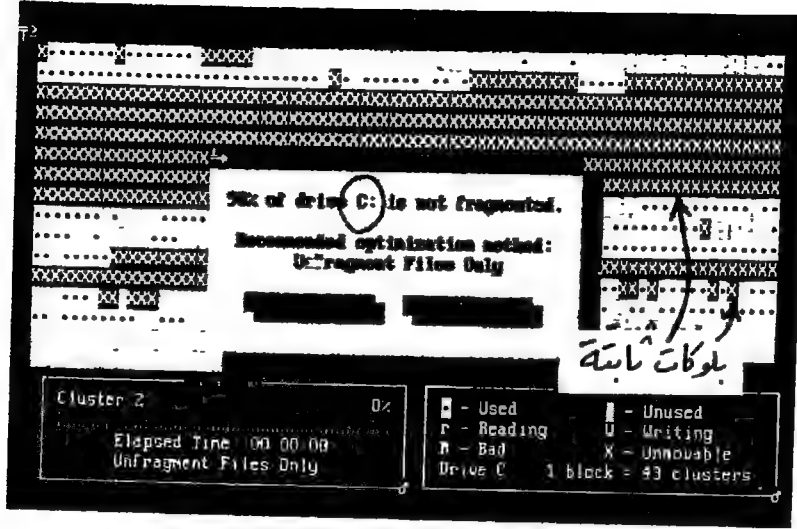 98% of drive C: is not fragmented.
Recommended optimization method:
Unfragment Files Only
بلوكات ثابتة
Cluster 2
0%
Elapsed Time 00 00 00
Unfragment Files Only
- Used
- Unused
r - Reading
W - Writing
- Bad
X - Unmovable
Drive C 1 block = 43 clusters